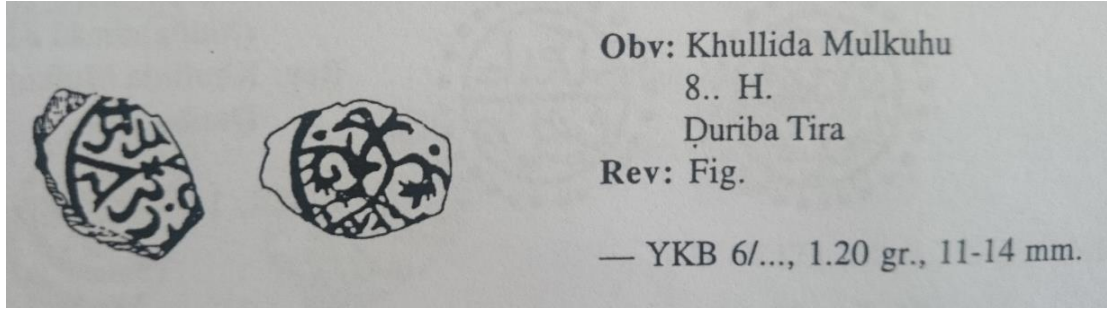 Obv: Khullida Mulkuhu
8.. H.
Ḍuriba Tira
Rev: Fig.
— YKB 6/..., 1.20 gr., 11-14 mm.